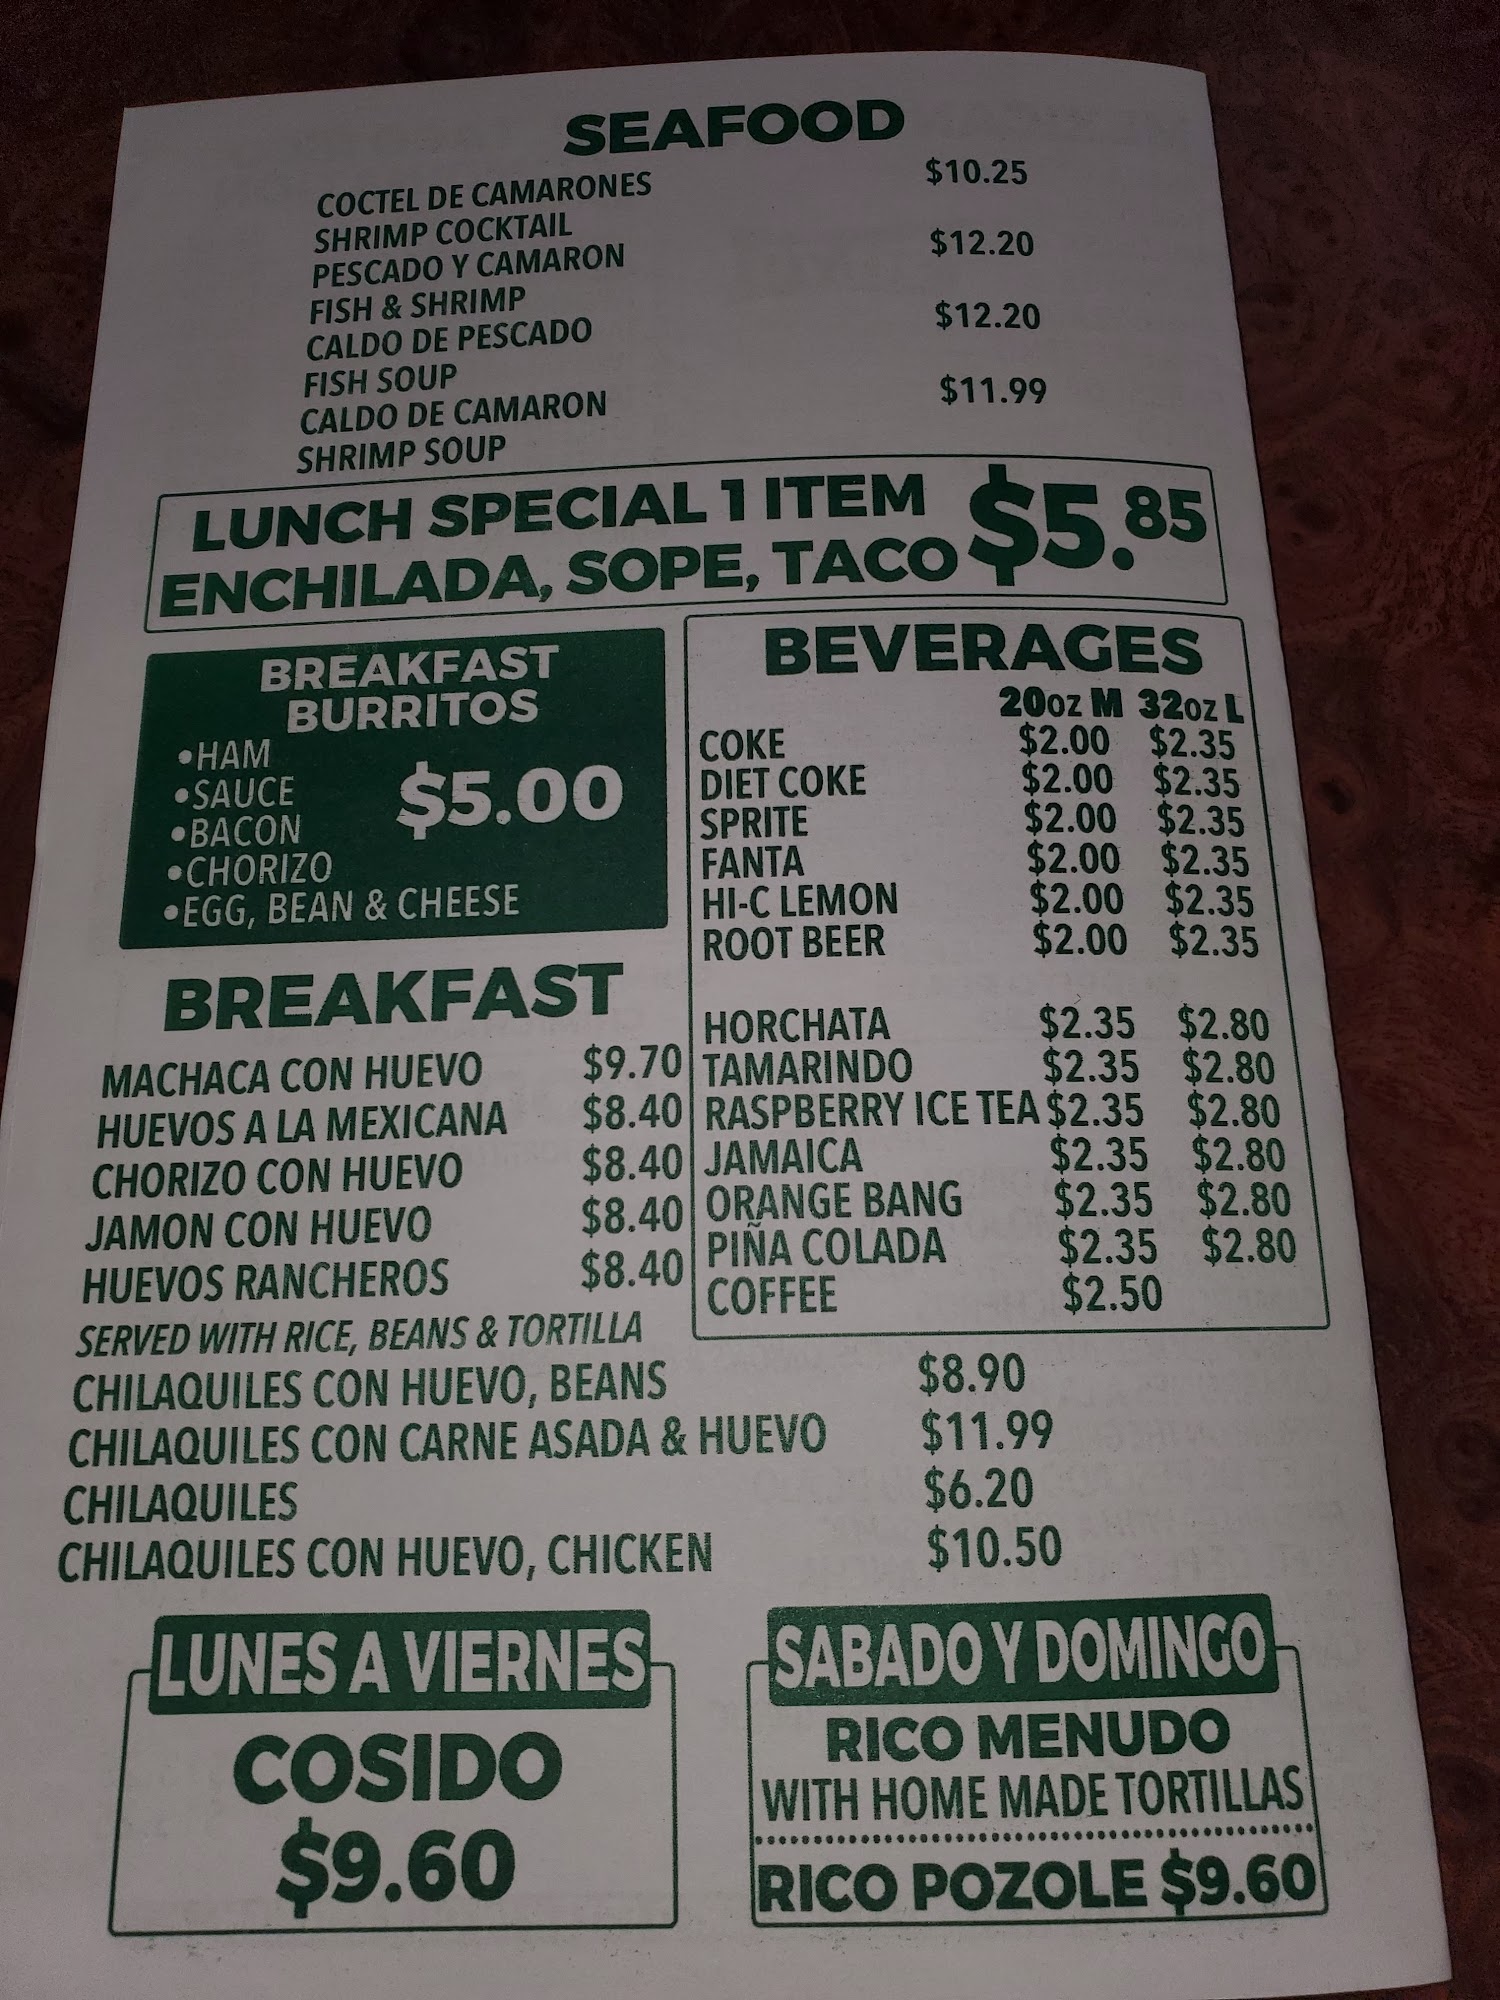 SEAFOOD
COCTEL DE CAMARONES $10.25
SHRIMP COCKTAIL
PESCADO Y CAMARON $12.20
FISH & SHRIMP
CALDO DE PESCADO $12.20
FISH SOUP
CALDO DE CAMARON $11.99
SHRIMP SOUP
LUNCH SPECIAL 1 ITEM
ENCHILADA, SOPE, TACO $5.85
BREAKFAST
BURRITOS
•HAM
•SAUCE
•BACON
•CHORIZO
•EGG, BEAN & CHEESE
$5.00
BEVERAGES
20oz M 32oz L
COKE $2.00 $2.35
DIET COKE $2.00 $2.35
SPRITE $2.00 $2.35
FANTA $2.00 $2.35
HI-C LEMON $2.00 $2.35
ROOT BEER $2.00 $2.35
HORCHATA $2.35 $2.80
TAMARINDO $2.35 $2.80
RASPBERRY ICE TEA $2.35 $2.80
JAMAICA $2.35 $2.80
ORANGE BANG $2.35 $2.80
PIÑA COLADA $2.35 $2.80
COFFEE $2.50
BREAKFAST
MACHACA CON HUEVO $9.70
HUEVOS A LA MEXICANA $8.40
CHORIZO CON HUEVO $8.40
JAMON CON HUEVO $8.40
HUEVOS RANCHEROS $8.40
SERVED WITH RICE, BEANS & TORTILLA
CHILAQUILES CON HUEVO, BEANS $8.90
CHILAQUILES CON CARNE ASADA & HUEVO $11.99
CHILAQUILES $6.20
CHILAQUILES CON HUEVO, CHICKEN $10.50
LUNES A VIERNES
COSIDO
$9.60
SABADO Y DOMINGO
RICO MENUDO
WITH HOME MADE TORTILLAS
RICO POZOLE $9.60